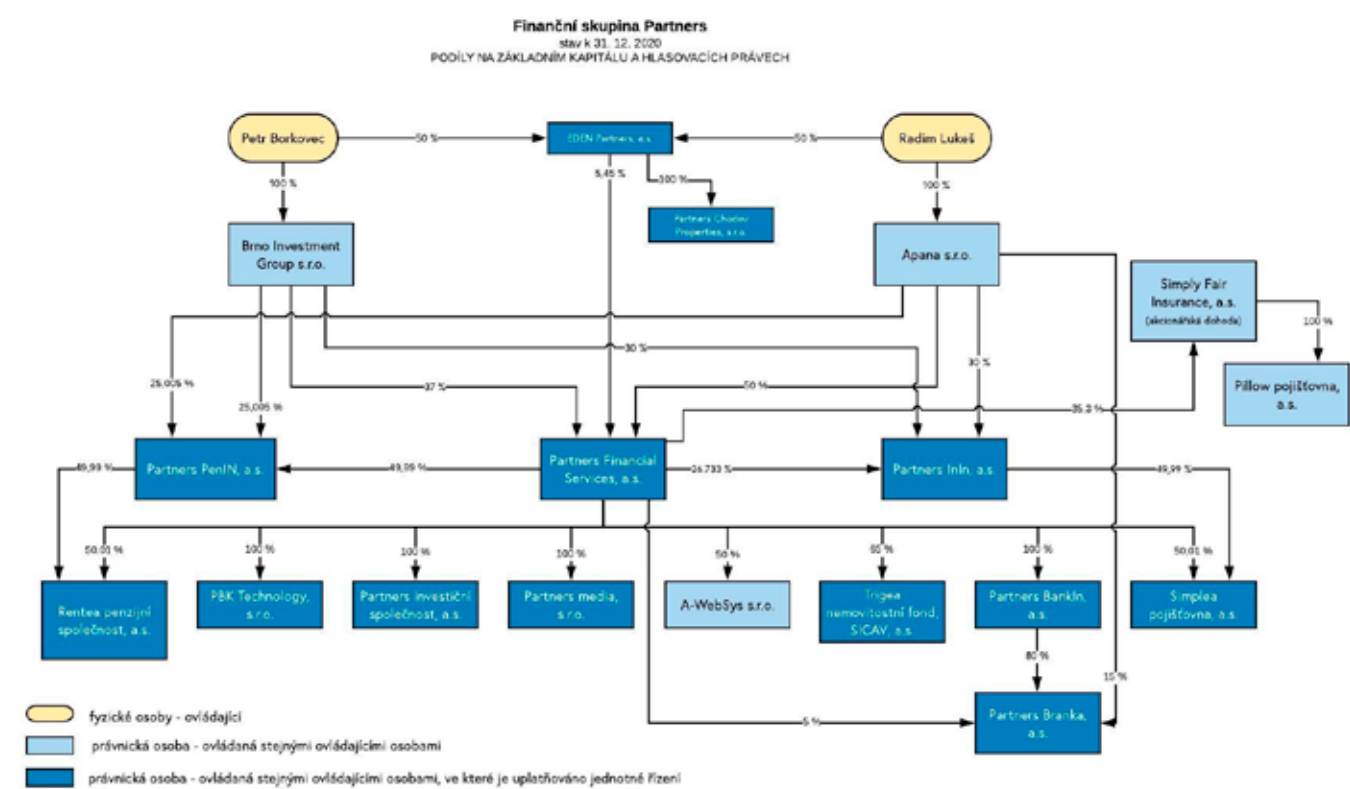 Finanční skupina Partners
stav k 31. 12. 2020
PODÍLY NA ZÁKLADNÍM KAPITÁLU A HLASOVACÍCH PRÁVECH
Petr Borkovec
50 %
EDEN Partners, a.s.
50 %
Radim Lukeš
100 %
5,45 %
100 %
100 %
Partners Chodov
Properties, s.r.o.
Brno Investment
Group s.r.o.
Apana s.r.o.
Simply Fair
Insurance, a.s.
(akcionářská dohoda)
100 %
30 %
30 %
Pillow pojišťovna,
a.s.
25,005 %
37 %
50 %
25,005 %
35,3 %
Partners PenIN, a.s.
Partners Financial
Services, a.s.
Partners InIn, a.s.
49,99 %
49,99 %
26.733 %
49,99 %
50,01 %
100 %
100 %
100 %
50 %
65 %
100 %
50,01 %
Rentea penzijní
společnost, a.s.
PBK Technology,
s.r.o.
Partners investiční
společnost, a.s.
Partners media,
s.r.o.
A-WebSys s.r.o.
Trigea
nemovitostní fond,
SICAV, a.s.
Partners BankIn,
a.s.
Simplea
pojišťovna, a.s.
80 %
15 %
5 %
Partners Branka,
a.s.
fyzické osoby - ovládající
právnická osoba - ovládaná stejnými ovládajícími osobami
právnická osoba - ovládaná stejnými ovládajícími osobami, ve které je uplatňováno jednotné řízení